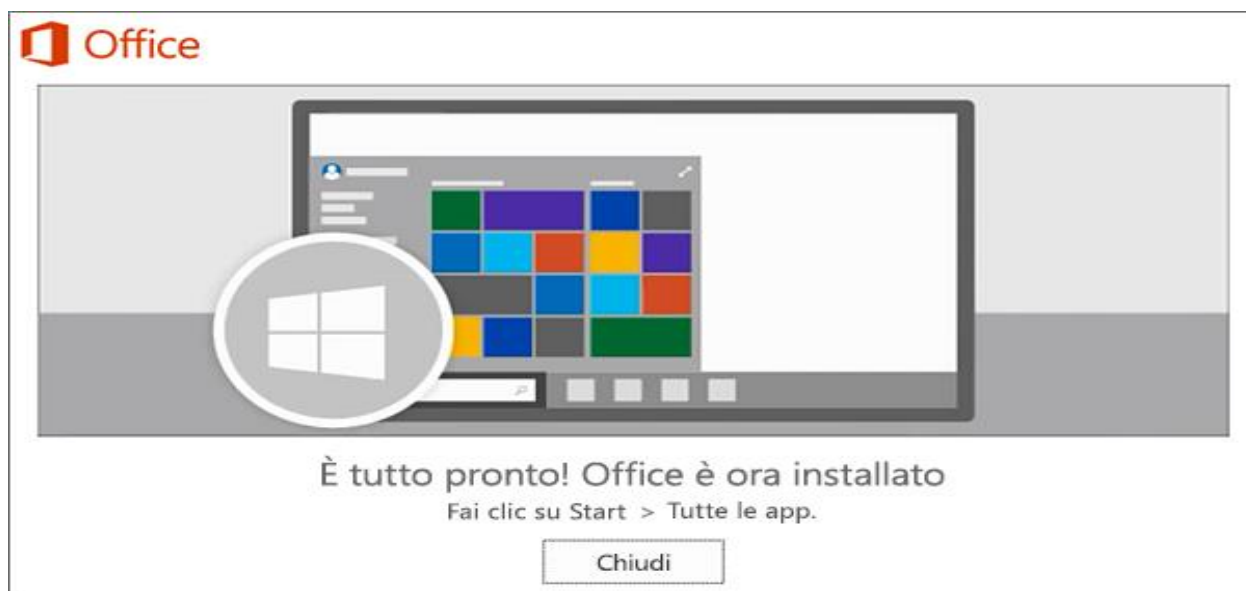 Office
È tutto pronto! Office è ora installato
Fai clic su Start > Tutte le app.
Chiudi